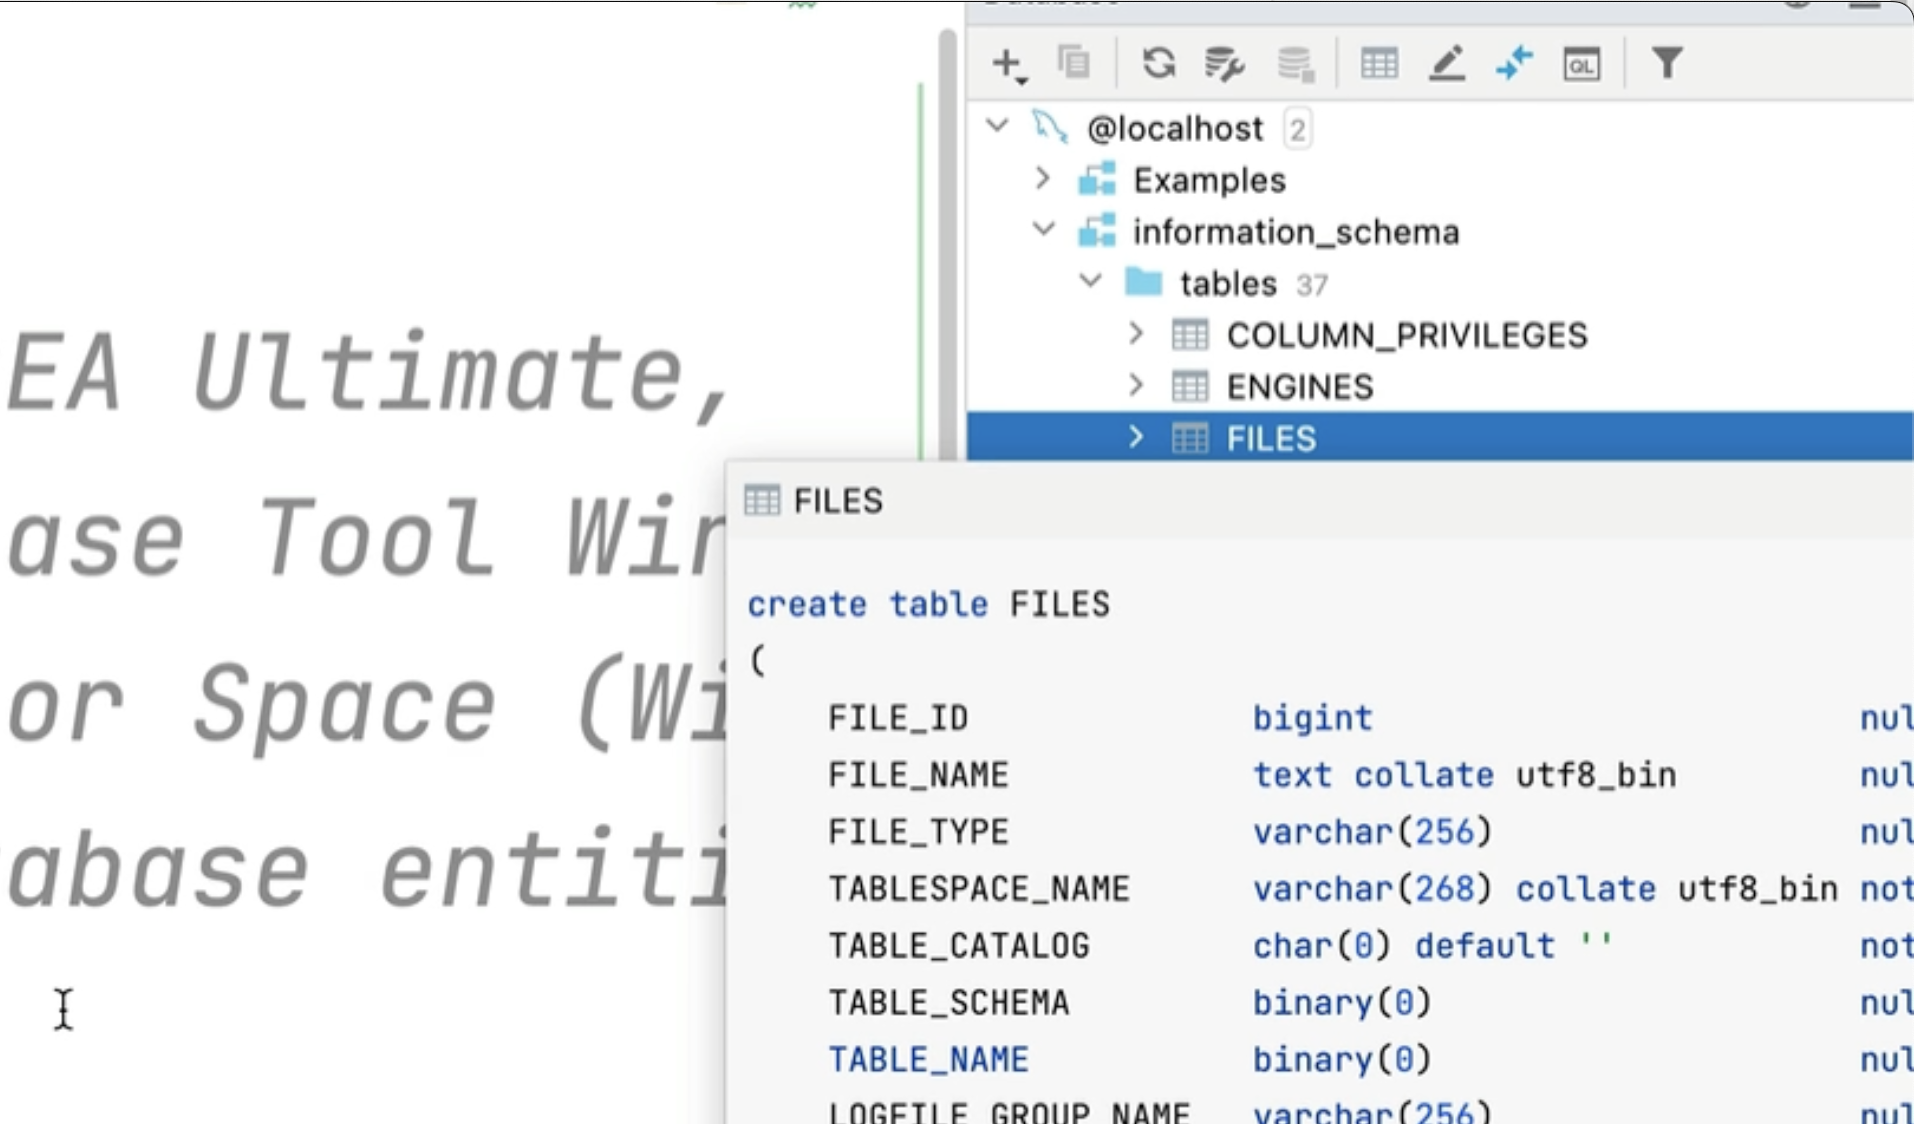 @localhost 2
Examples
information_schema
tables 37
COLUMN_PRIVILEGES
ENGINES
FILES
QL
EA Ultimate,
ase Tool Wi
or Space (Wi
abase entiti
FILES
create table FILES
(
FILE_ID bigint nul
FILE_NAME text collate utf8_bin nul
FILE_TYPE varchar(256) nul
TABLESPACE_NAME varchar(268) collate utf8_bin not
TABLE_CATALOG char(0) default '' not
TABLE_SCHEMA binary(0) nul
TABLE_NAME binary(0) nul
LOGFILE_GROUP_NAME varchar(256) nul